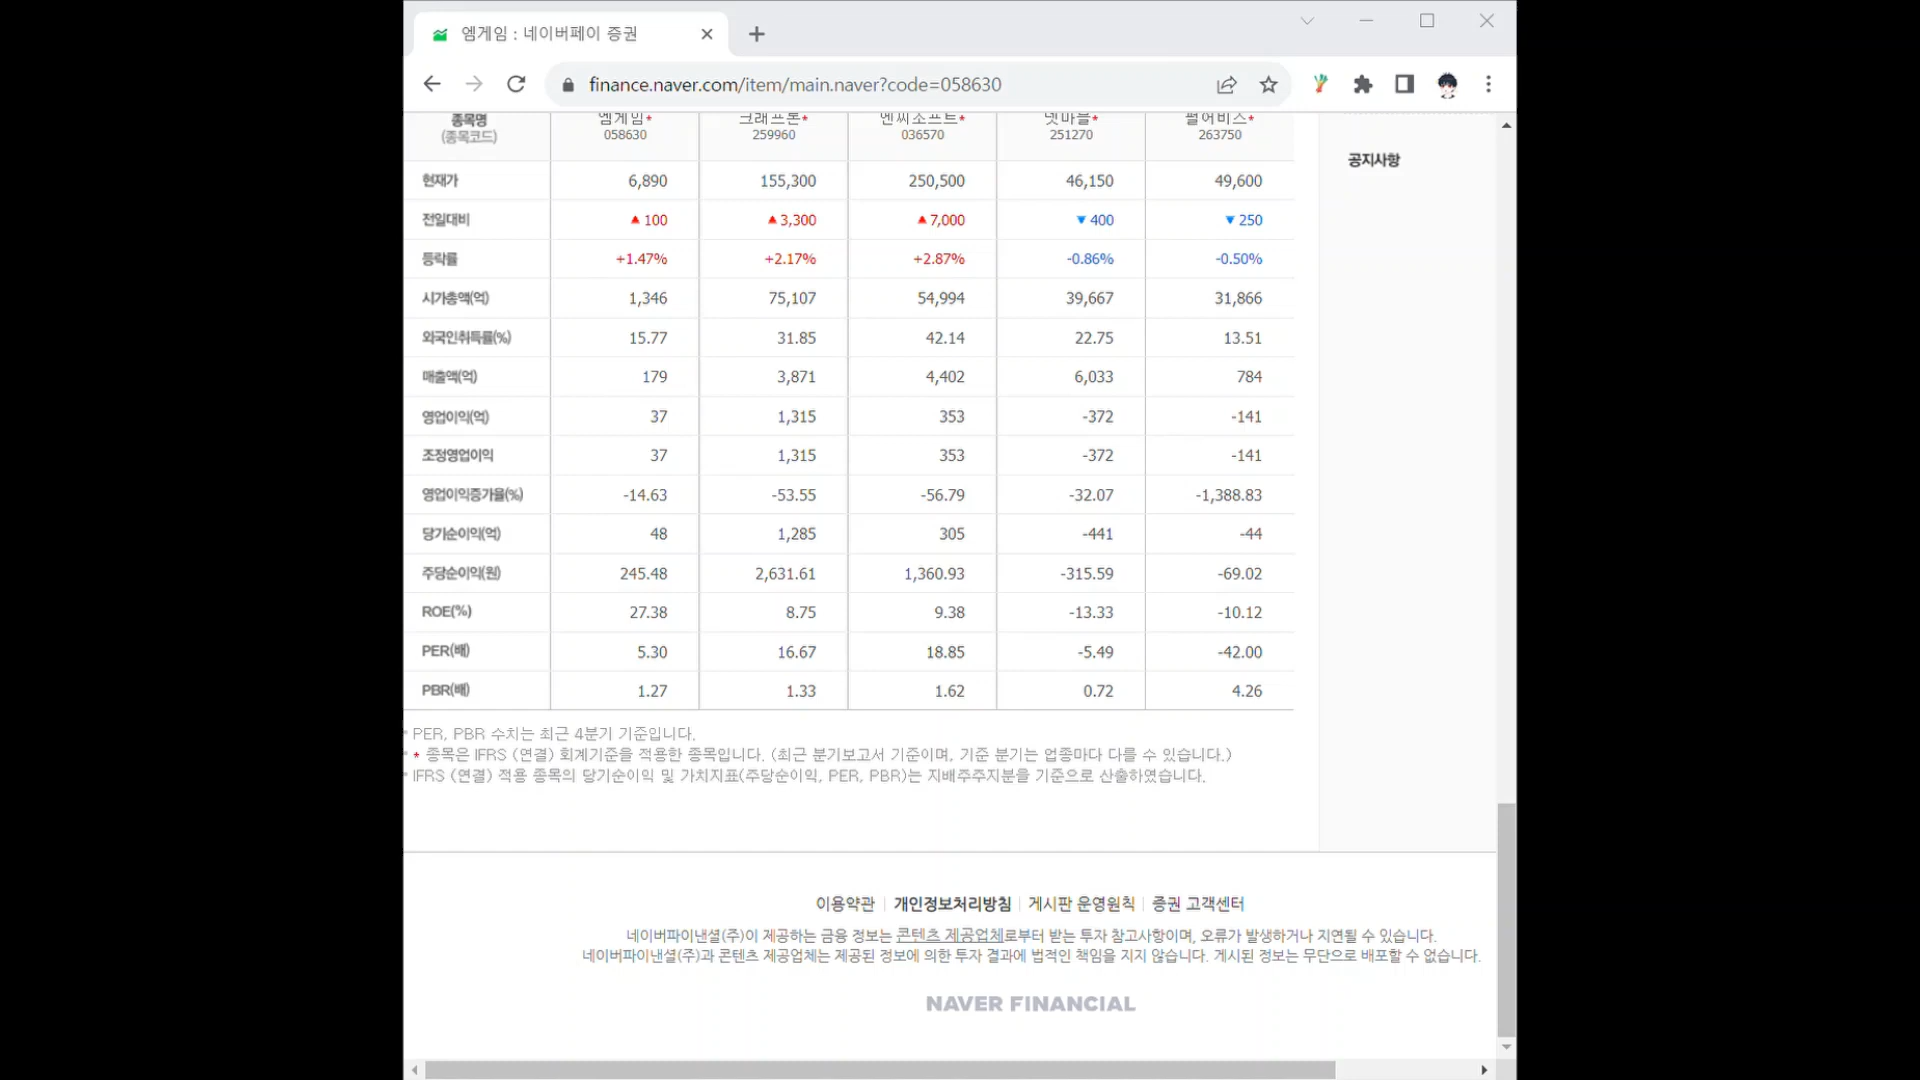 엠게임 : 네이버페이 증권
finance.naver.com/item/main.naver?code=058630
종목명 엠게임* 크래프톤* 엔씨소프트* 넷마블* 펄어비스*
(종목코드) 058630 259960 036570 251270 263750
공지사항
현재가 6,890 155,300 250,500 46,150 49,600
전일대비 ▲100 ▲3,300 ▲7,000 ▼400 ▼250
등락률 +1.47% +2.17% +2.87% -0.86% -0.50%
시가총액(억) 1,346 75,107 54,994 39,667 31,866
외국인취득률(%) 15.77 31.85 42.14 22.75 13.51
매출액(억) 179 3,871 4,402 6,033 784
영업이익(억) 37 1,315 353 -372 -141
조정영업이익 37 1,315 353 -372 -141
영업이익증가율(%) -14.63 -53.55 -56.79 -32.07 -1,388.83
당기순이익(억) 48 1,285 305 -441 -44
주당순이익(원) 245.48 2,631.61 1,360.93 -315.59 -69.02
ROE(%) 27.38 8.75 9.38 -13.33 -10.12
PER(배) 5.30 16.67 18.85 -5.49 -42.00
PBR(배) 1.27 1.33 1.62 0.72 4.26
* PER, PBR 수치는 최근 4분기 기준입니다.
* * 종목은 IFRS (연결) 회계기준을 적용한 종목입니다. (최근 분기보고서 기준이며, 기준 분기는 업종마다 다를 수 있습니다.)
* IFRS (연결) 적용 종목의 당기순이익 및 가치지표(주당순이익, PER, PBR)는 지배주주지분을 기준으로 산출하였습니다.
이용약관 | 개인정보처리방침 | 게시판 운영원칙 | 증권 고객센터
네이버파이낸셜(주)이 제공하는 금융 정보는 콘텐츠 제공업체로부터 받는 투자 참고사항이며, 오류가 발생하거나 지연될 수 있습니다.
네이버파이낸셜(주)과 콘텐츠 제공업체는 제공된 정보에 의한 투자 결과에 법적인 책임을 지지 않습니다. 게시된 정보는 무단으로 배포할 수 없습니다.
NAVER FINANCIAL